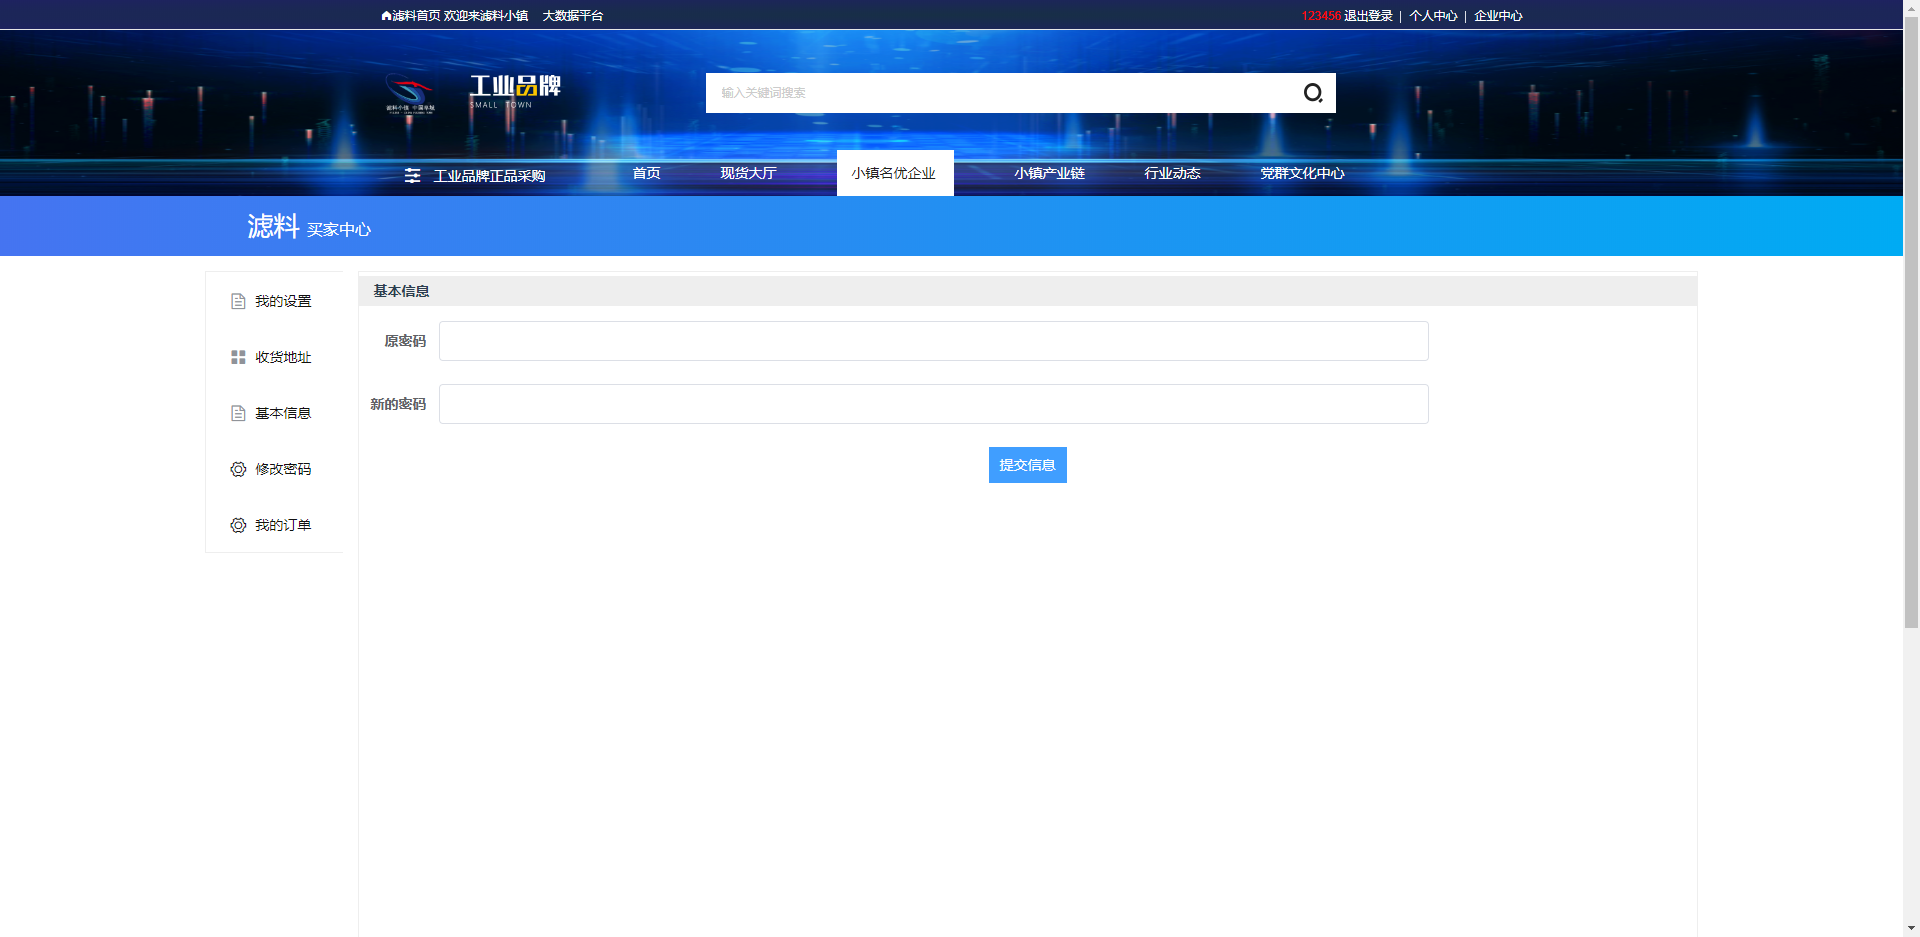 滤料首页 欢迎来滤料小镇 大数据平台
123456 退出登录 | 个人中心 | 企业中心
工业品牌
SMALL TOWN
滤料小镇 中国阜城
输入关键词搜索
工业品牌正品采购 首页 现货大厅 小镇名优企业 小镇产业链 行业动态 党群文化中心
滤料 买家中心
我的设置
收货地址
基本信息
修改密码
我的订单
基本信息
原密码
新的密码
提交信息